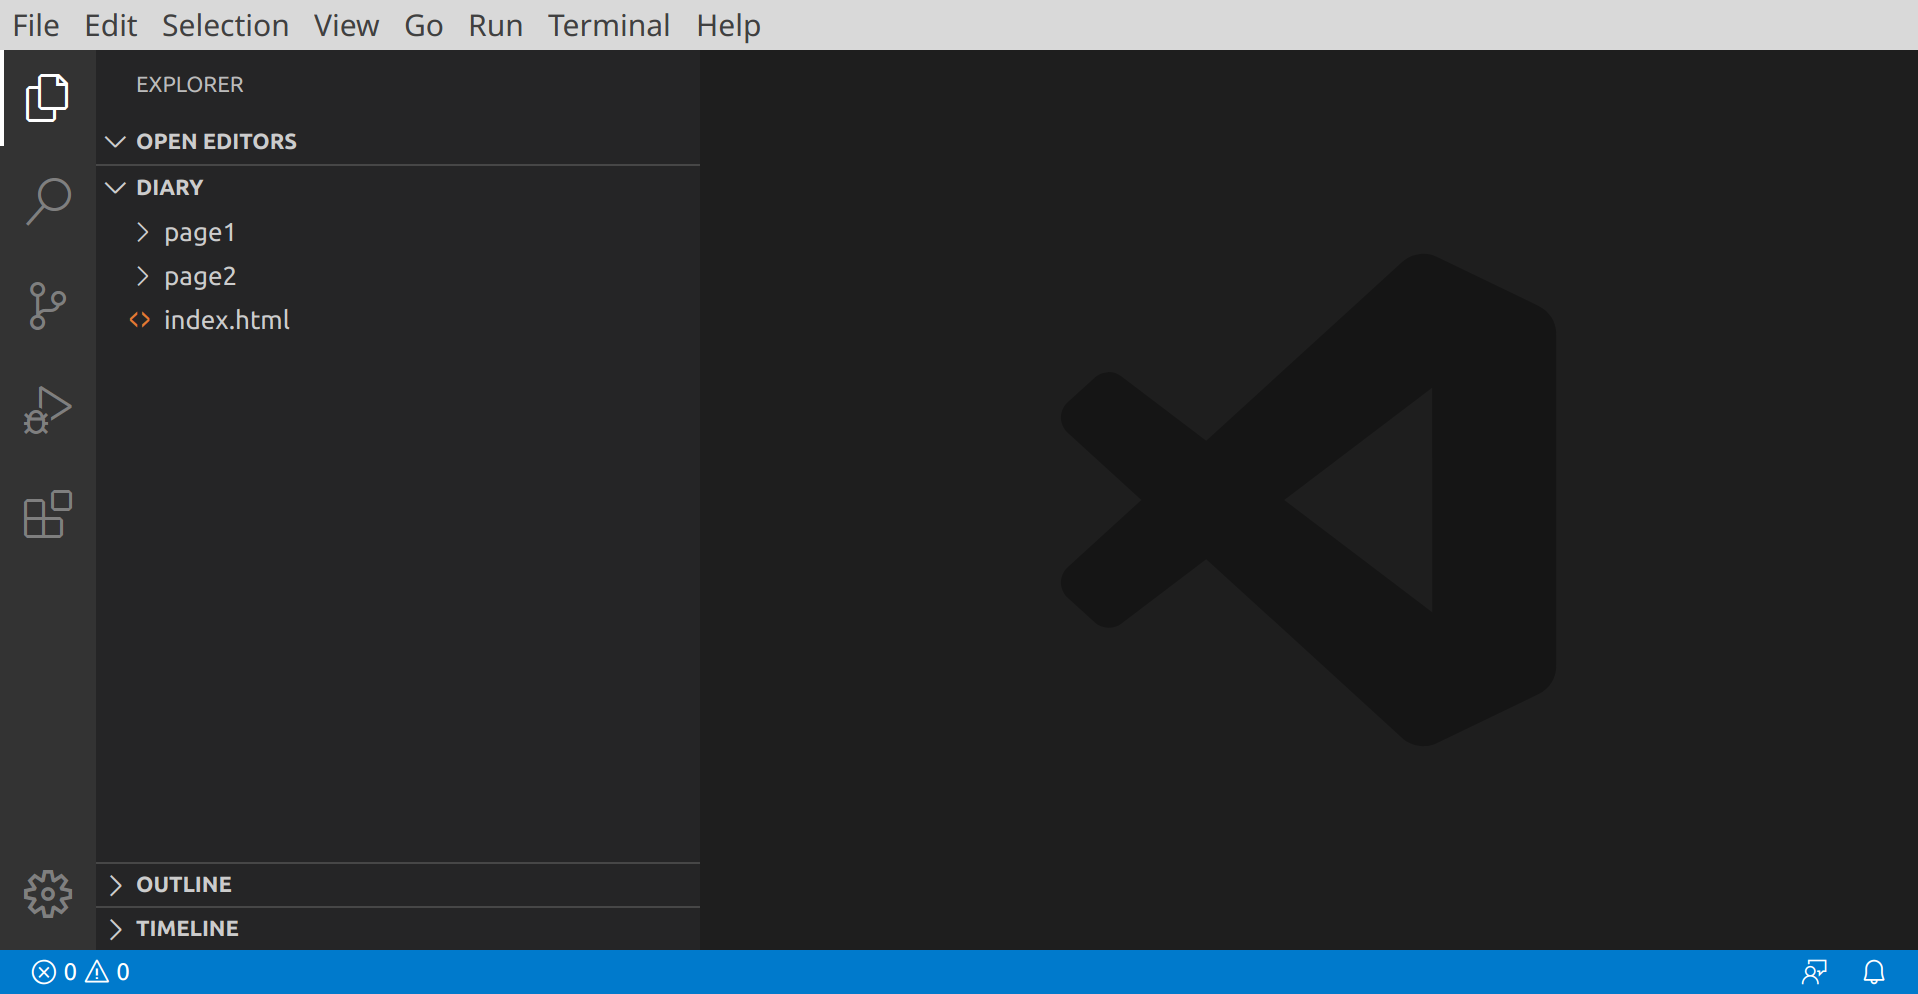 File Edit Selection View Go Run Terminal Help
EXPLORER
OPEN EDITORS
DIARY
page1
page2
index.html
OUTLINE
TIMELINE
0 0